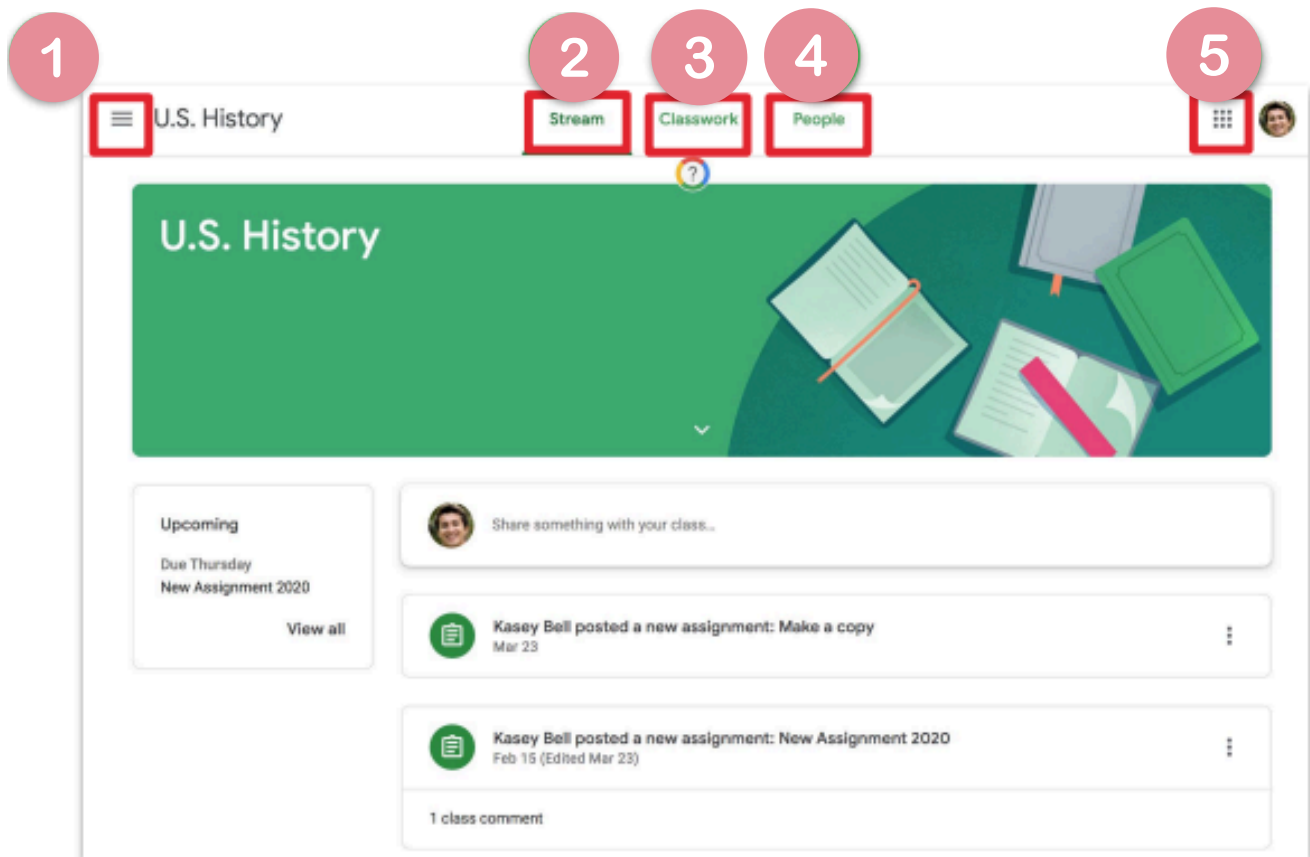 1
2
3
4
5
U.S. History
Stream
Classwork
People
?
U.S. History
Upcoming
Due Thursday
New Assignment 2020
View all
Share something with your class...
Kasey Bell posted a new assignment: Make a copy
Mar 23
Kasey Bell posted a new assignment: New Assignment 2020
Feb 15 (Edited Mar 23)
1 class comment